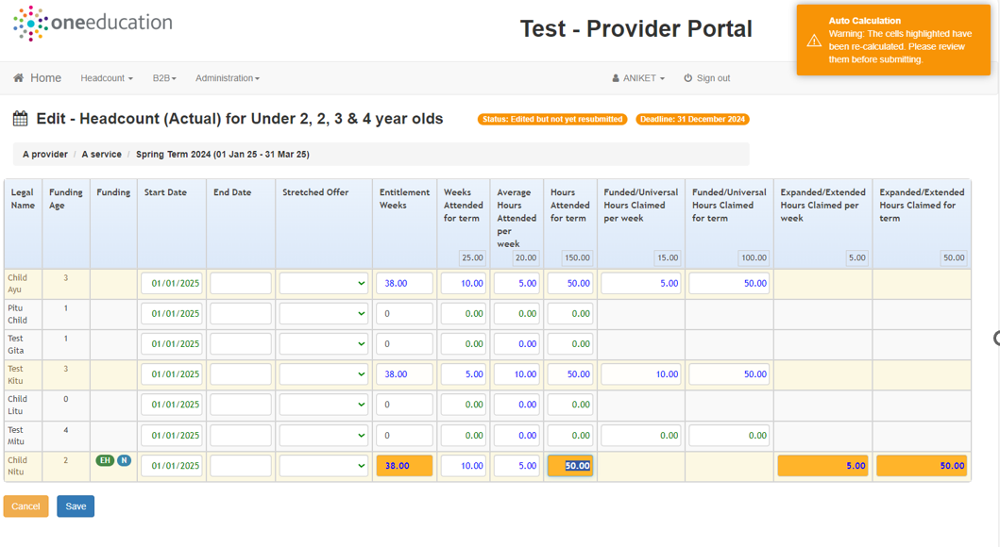 oneeducation
Test - Provider Portal
Auto Calculation
Warning: The cells highlighted have
been re-calculated. Please review
them before submitting.
Home Headcount B2B Administration ANIKET Sign out
Edit - Headcount (Actual) for Under 2, 2, 3 & 4 year olds
Status: Edited but not yet resubmitted Deadline: 31 December 2024
A provider / A service / Spring Term 2024 (01 Jan 25 - 31 Mar 25)
Legal Funding Funding Start Date End Date Stretched Offer Entitlement Weeks Average Hours Funded/Universal Funded/Universal Expanded/Extended Expanded/Extended
Name Age Weeks Attended Hours Attended Hours Claimed Hours Claimed Hours Claimed per Hours Claimed for
for term Attended for term per week for term week term
per
week
25.00 20.00 150.00 15.00 100.00 5.00 50.00
Child 3 01/01/2025 38.00 10.00 5.00 50.00 5.00 50.00
Ayu
Pitu 1 01/01/2025 0 0.00 0.00 0.00
Child
Test 1 01/01/2025 0 0.00 0.00 0.00
Gita
Test 3 01/01/2025 38.00 5.00 10.00 50.00 10.00 50.00
Kitu
Child 0 01/01/2025 0 0.00 0.00 0.00
Litu
Test 4 01/01/2025 0 0.00 0.00 0.00 0.00 0.00
Mitu
Child 2 EH N 01/01/2025 38.00 10.00 5.00 50.00 5.00 50.00
Nitu
Cancel Save